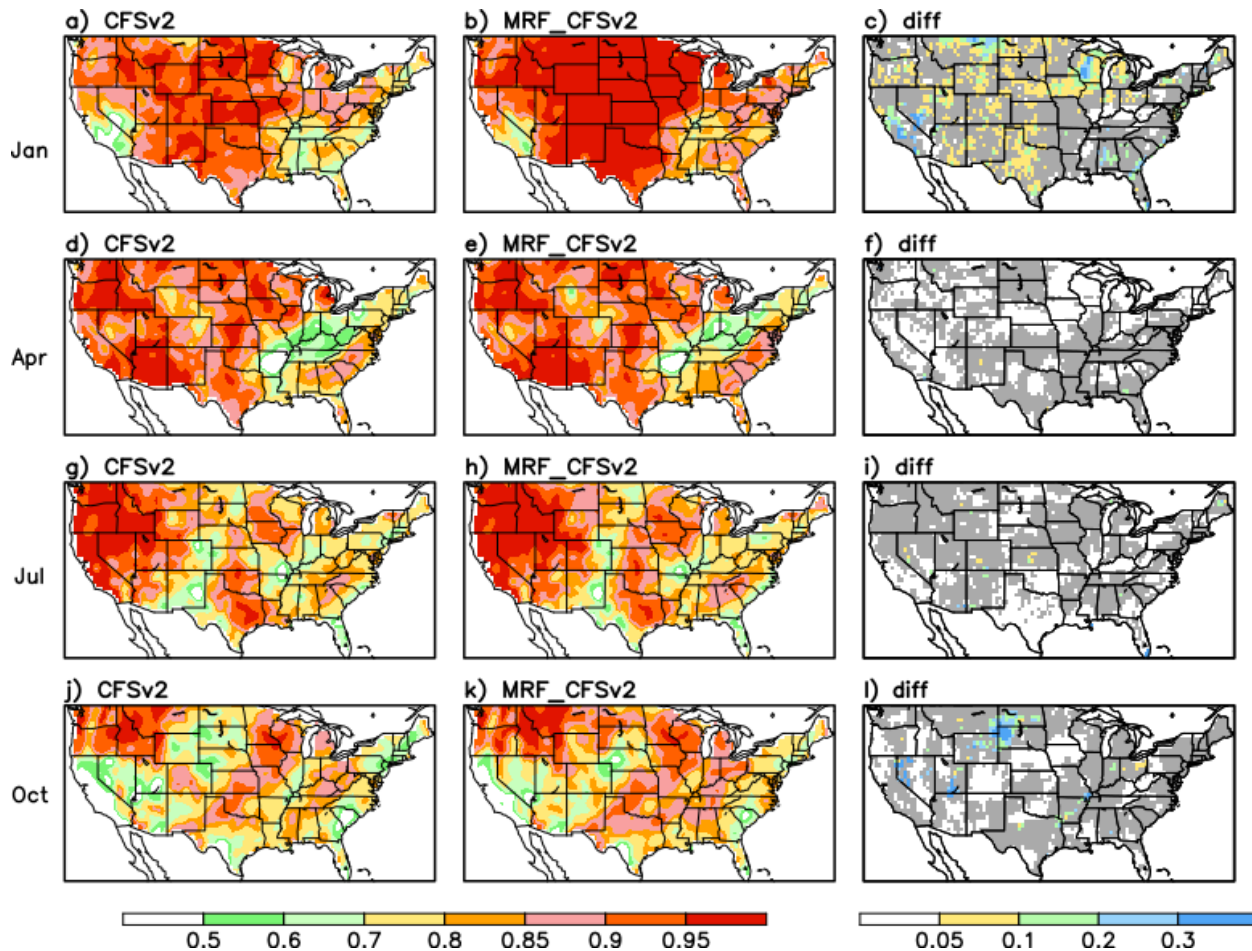 a) CFSv2
b) MRF_CFSv2
c) diff
Jan
d) CFSv2
e) MRF_CFSv2
f) diff
Apr
g) CFSv2
h) MRF_CFSv2
i) diff
Jul
j) CFSv2
k) MRF_CFSv2
l) diff
Oct
0.5 0.6 0.7 0.8 0.85 0.9 0.95
0.05 0.1 0.2 0.3